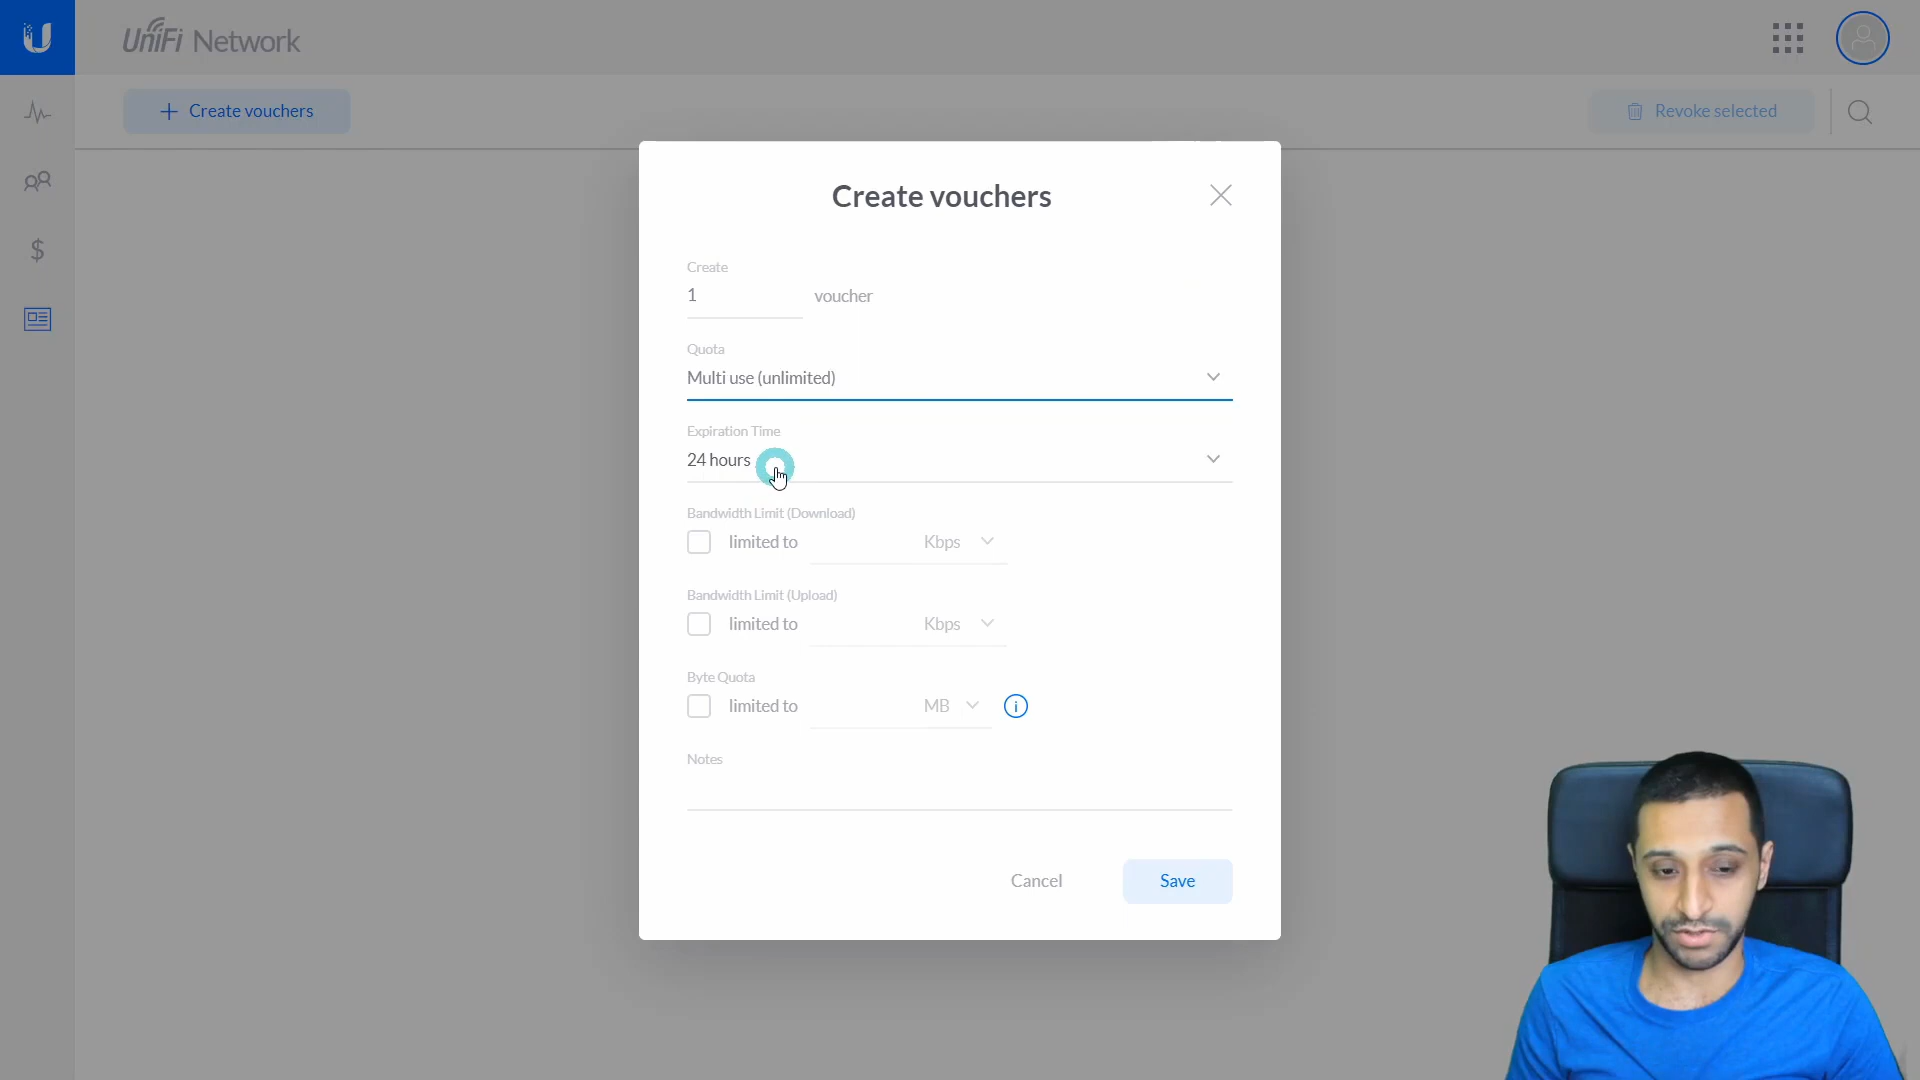 UniFi Network
Create vouchers
Revoke selected
Create vouchers
Create
1 voucher
Quota
Multi use (unlimited)
Expiration Time
24 hours
Bandwidth Limit (Download)
limited to Kbps
Bandwidth Limit (Upload)
limited to Kbps
Byte Quota
limited to MB
Notes
Cancel Save